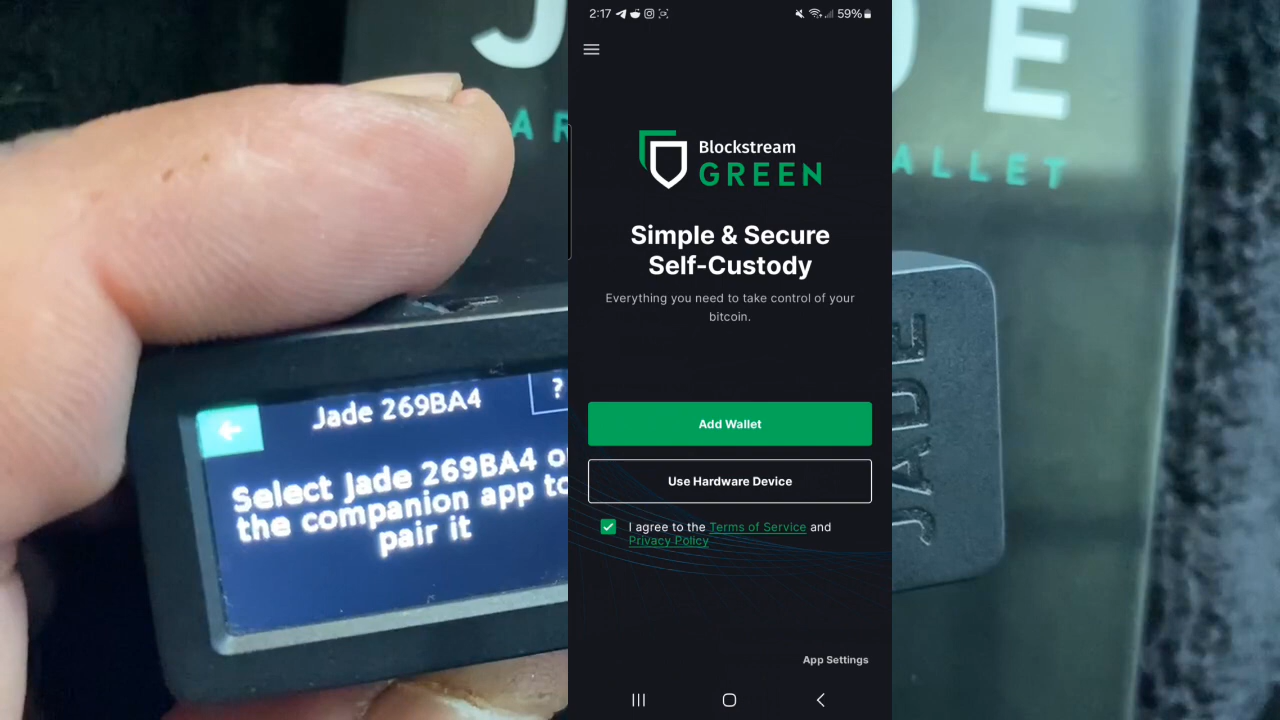 J
AR
Jade 269BA4
?
Select Jade 269BA4 o
the companion app to
pair it
2:17
59%
Blockstream
GREEN
Simple & Secure
Self-Custody
Everything you need to take control of your
bitcoin.
Add Wallet
Use Hardware Device
I agree to the Terms of Service and
Privacy Policy
App Settings
DE
ALLET
JADE